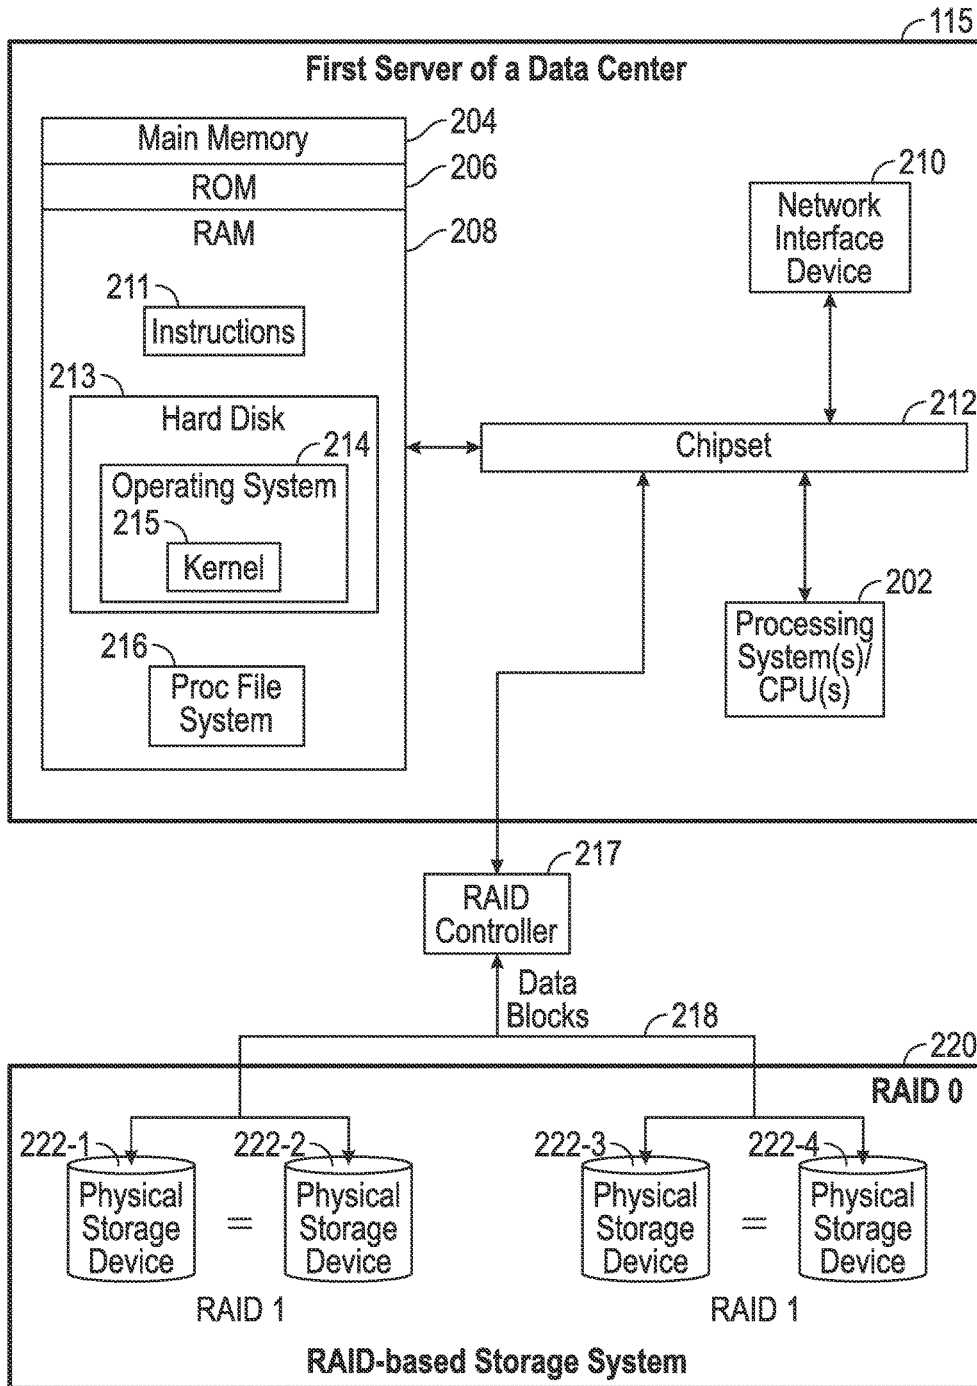 115
First Server of a Data Center
Main Memory
204
ROM
206
RAM
208
211
Instructions
213
Hard Disk
214
Operating System
215
Kernel
216
Proc File
System
210
Network
Interface
Device
212
Chipset
202
Processing
System(s)/
CPU(s)
217
RAID
Controller
Data
Blocks
218
220
RAID 0
222-1
222-2
222-3
222-4
Physical
Storage
Device
=
Physical
Storage
Device
Physical
Storage
Device
=
Physical
Storage
Device
RAID 1
RAID 1
RAID-based Storage System